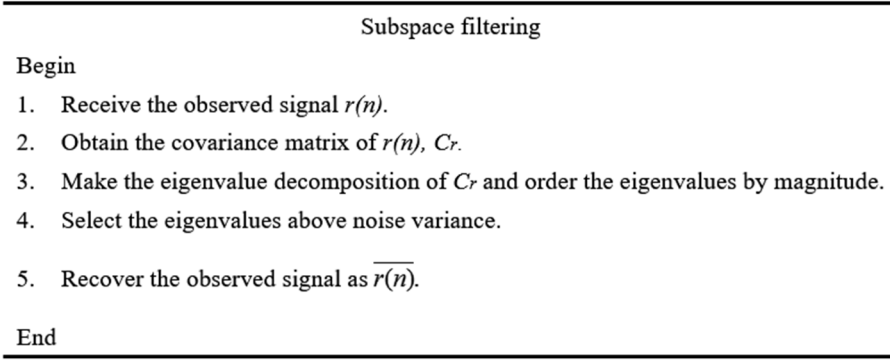 Subspace filtering
Begin
1. Receive the observed signal r(n).
2. Obtain the covariance matrix of r(n), Cr.
3. Make the eigenvalue decomposition of Cr and order the eigenvalues by magnitude.
4. Select the eigenvalues above noise variance.
5. Recover the observed signal as r̅(̅n̅)̅.
End